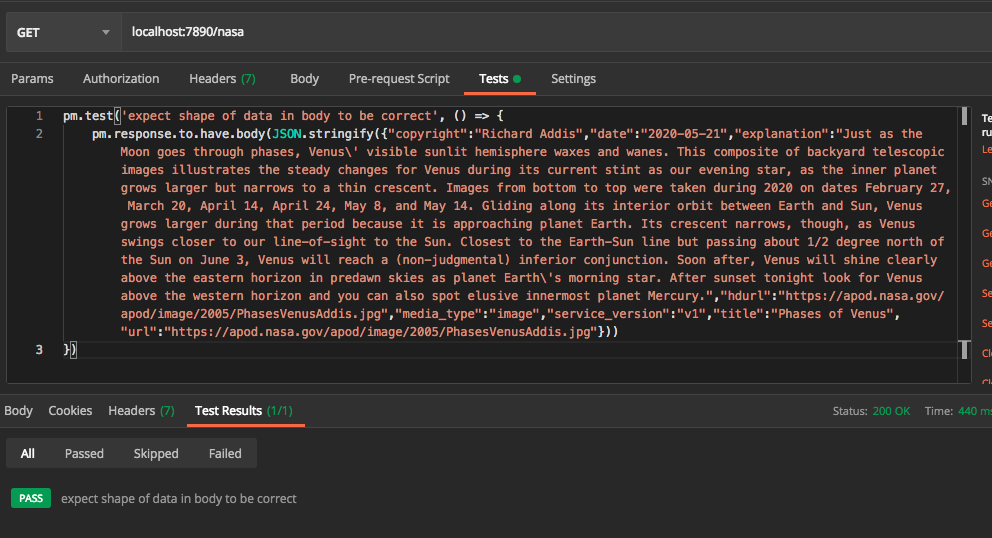 GET localhost:7890/nasa
Params Authorization Headers (7) Body Pre-request Script Tests Settings
1 pm.test('expect shape of data in body to be correct', () => {
2 pm.response.to.have.body(JSON.stringify({"copyright":"Richard Addis","date":"2020-05-21","explanation":"Just as the
Moon goes through phases, Venus\' visible sunlit hemisphere waxes and wanes. This composite of backyard telescopic
images illustrates the steady changes for Venus during its current stint as our evening star, as the inner planet
grows larger but narrows to a thin crescent. Images from bottom to top were taken during 2020 on dates February 27,
March 20, April 14, April 24, May 8, and May 14. Gliding along its interior orbit between Earth and Sun, Venus
grows larger during that period because it is approaching planet Earth. Its crescent narrows, though, as Venus
swings closer to our line-of-sight to the Sun. Closest to the Earth-Sun line but passing about 1/2 degree north of
the Sun on June 3, Venus will reach a (non-judgmental) inferior conjunction. Soon after, Venus will shine clearly
above the eastern horizon in predawn skies as planet Earth\'s morning star. After sunset tonight look for Venus
above the western horizon and you can also spot elusive innermost planet Mercury.","hdurl":"https://apod.nasa.gov/
apod/image/2005/PhasesVenusAddis.jpg","media_type":"image","service_version":"v1","title":"Phases of Venus",
"url":"https://apod.nasa.gov/apod/image/2005/PhasesVenusAddis.jpg"}))
3 })
Te
ru
Le
SN
Ge
Ge
Ge
Se
Se
Cl
Body Cookies Headers (7) Test Results (1/1) Status: 200 OK Time: 440 ms
All Passed Skipped Failed
PASS expect shape of data in body to be correct